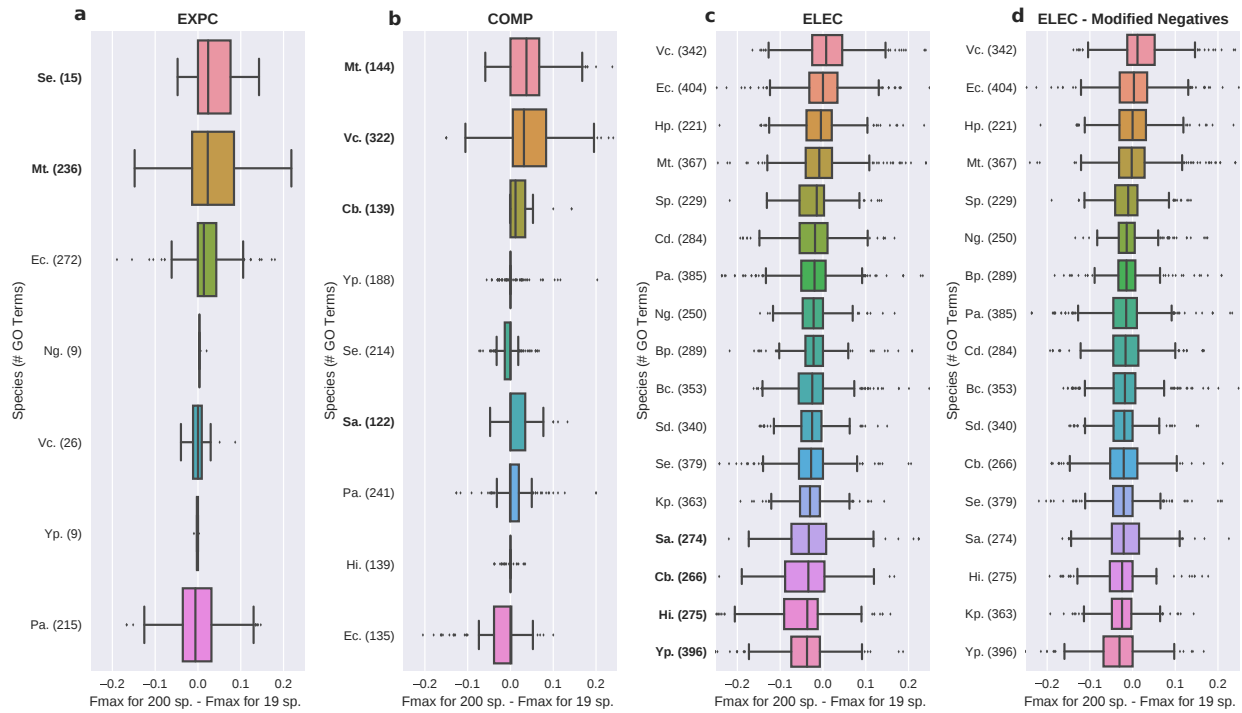 a EXPC
Species (# GO Terms)
Se. (15)
Mt. (236)
Ec. (272)
Ng. (9)
Vc. (26)
Yp. (9)
Pa. (215)
−0.2 −0.1 0.0 0.1 0.2
Fmax for 200 sp. - Fmax for 19 sp.
b COMP
Species (# GO Terms)
Mt. (144)
Vc. (322)
Cb. (139)
Yp. (188)
Se. (214)
Sa. (122)
Pa. (241)
Hi. (139)
Ec. (135)
−0.2 −0.1 0.0 0.1 0.2
Fmax for 200 sp. - Fmax for 19 sp.
c ELEC
Species (# GO Terms)
Vc. (342)
Ec. (404)
Hp. (221)
Mt. (367)
Sp. (229)
Cd. (284)
Pa. (385)
Ng. (250)
Bp. (289)
Bc. (353)
Sd. (340)
Se. (379)
Kp. (363)
Sa. (274)
Cb. (266)
Hi. (275)
Yp. (396)
−0.2 −0.1 0.0 0.1 0.2
Fmax for 200 sp. - Fmax for 19 sp.
d ELEC - Modified Negatives
Species (# GO Terms)
Vc. (342)
Ec. (404)
Hp. (221)
Mt. (367)
Sp. (229)
Ng. (250)
Bp. (289)
Pa. (385)
Cd. (284)
Bc. (353)
Sd. (340)
Cb. (266)
Se. (379)
Sa. (274)
Hi. (275)
Kp. (363)
Yp. (396)
−0.2 −0.1 0.0 0.1 0.2
Fmax for 200 sp. - Fmax for 19 sp.